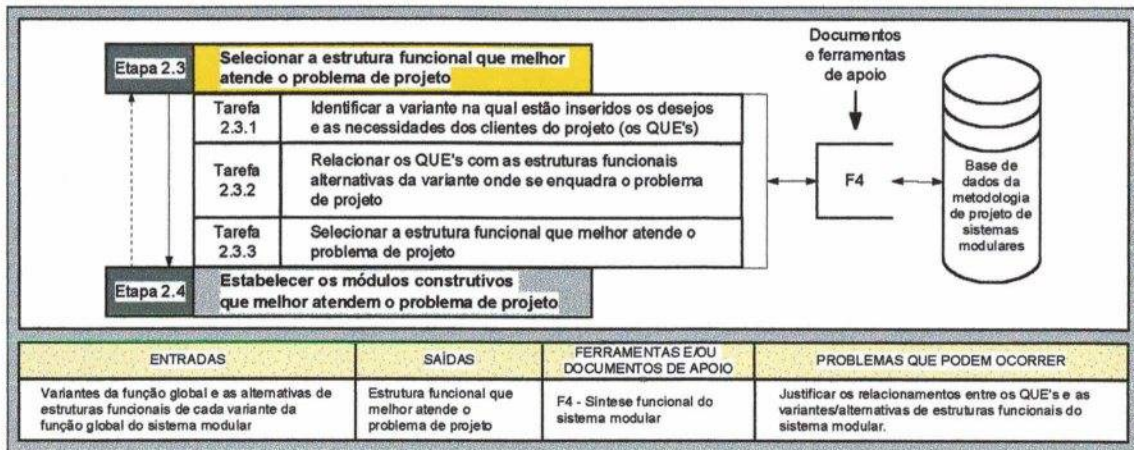 Etapa 2.3
Selecionar a estrutura funcional que melhor
atende o problema de projeto
Tarefa
2.3.1
Identificar a variante na qual estão inseridos os desejos
e as necessidades dos clientes do projeto (os QUE's)
Tarefa
2.3.2
Relacionar os QUE's com as estruturas funcionais
alternativas da variante onde se enquadra o problema
de projeto
Tarefa
2.3.3
Selecionar a estrutura funcional que melhor atende o
problema de projeto
Etapa 2.4
Estabelecer os módulos construtivos
que melhor atendem o problema de projeto
Documentos
e ferramentas
de apoio
F4
Base de
dados da
metodologia
de projeto de
sistemas
modulares
ENTRADAS
SAÍDAS
FERRAMENTAS E/OU
DOCUMENTOS DE APOIO
PROBLEMAS QUE PODEM OCORRER
Variantes da função global e as alternativas de
estruturas funcionais de cada variante da
função global do sistema modular
Estrutura funcional que
melhor atende o
problema de projeto
F4 - Síntese funcional do
sistema modular
Justificar os relacionamentos entre os QUE's e as
variantes/alternativas de estruturas funcionais do
sistema modular.